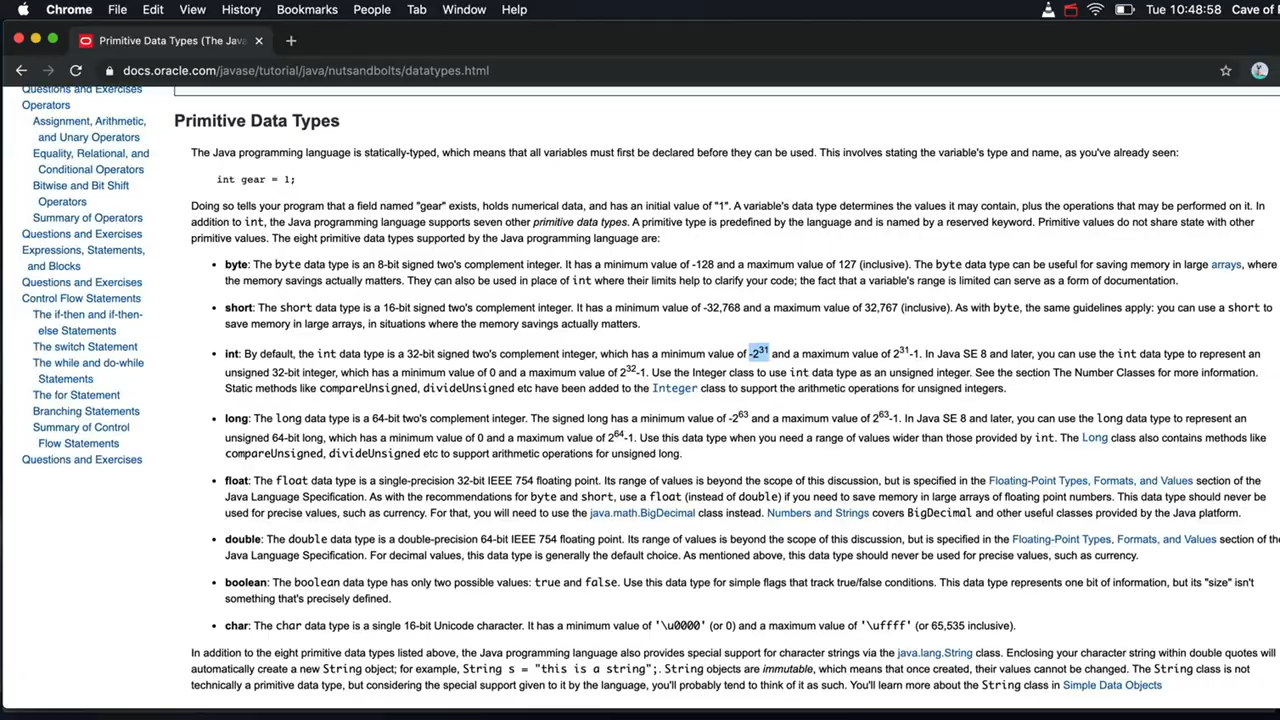 Chrome File Edit View History Bookmarks People Tab Window Help Tue 10:48:58 Cave of
Primitive Data Types (The Java
docs.oracle.com/javase/tutorial/java/nutsandbolts/datatypes.html
Questions and Exercises
Operators
Assignment, Arithmetic,
and Unary Operators
Equality, Relational, and
Conditional Operators
Bitwise and Bit Shift
Operators
Summary of Operators
Questions and Exercises
Expressions, Statements,
and Blocks
Questions and Exercises
Control Flow Statements
The if-then and if-then-
else Statements
The switch Statement
The while and do-while
Statements
The for Statement
Branching Statements
Summary of Control
Flow Statements
Questions and Exercises
Primitive Data Types
The Java programming language is statically-typed, which means that all variables must first be declared before they can be used. This involves stating the variable's type and name, as you've already seen:
int gear = 1;
Doing so tells your program that a field named "gear" exists, holds numerical data, and has an initial value of "1". A variable's data type determines the values it may contain, plus the operations that may be performed on it. In
addition to int, the Java programming language supports seven other primitive data types. A primitive type is predefined by the language and is named by a reserved keyword. Primitive values do not share state with other
primitive values. The eight primitive data types supported by the Java programming language are:
• byte: The byte data type is an 8-bit signed two's complement integer. It has a minimum value of -128 and a maximum value of 127 (inclusive). The byte data type can be useful for saving memory in large arrays, where
the memory savings actually matters. They can also be used in place of int where their limits help to clarify your code; the fact that a variable's range is limited can serve as a form of documentation.
• short: The short data type is a 16-bit signed two's complement integer. It has a minimum value of -32,768 and a maximum value of 32,767 (inclusive). As with byte, the same guidelines apply: you can use a short to
save memory in large arrays, in situations where the memory savings actually matters.
• int: By default, the int data type is a 32-bit signed two's complement integer, which has a minimum value of -2³¹ and a maximum value of 2³¹-1. In Java SE 8 and later, you can use the int data type to represent an
unsigned 32-bit integer, which has a minimum value of 0 and a maximum value of 2³²-1. Use the Integer class to use int data type as an unsigned integer. See the section The Number Classes for more information.
Static methods like compareUnsigned, divideUnsigned etc have been added to the Integer class to support the arithmetic operations for unsigned integers.
• long: The long data type is a 64-bit two's complement integer. The signed long has a minimum value of -2⁶³ and a maximum value of 2⁶³-1. In Java SE 8 and later, you can use the long data type to represent an
unsigned 64-bit long, which has a minimum value of 0 and a maximum value of 2⁶⁴-1. Use this data type when you need a range of values wider than those provided by int. The Long class also contains methods like
compareUnsigned, divideUnsigned etc to support arithmetic operations for unsigned long.
• float: The float data type is a single-precision 32-bit IEEE 754 floating point. Its range of values is beyond the scope of this discussion, but is specified in the Floating-Point Types, Formats, and Values section of the
Java Language Specification. As with the recommendations for byte and short, use a float (instead of double) if you need to save memory in large arrays of floating point numbers. This data type should never be
used for precise values, such as currency. For that, you will need to use the java.math.BigDecimal class instead. Numbers and Strings covers BigDecimal and other useful classes provided by the Java platform.
• double: The double data type is a double-precision 64-bit IEEE 754 floating point. Its range of values is beyond the scope of this discussion, but is specified in the Floating-Point Types, Formats, and Values section of the
Java Language Specification. For decimal values, this data type is generally the default choice. As mentioned above, this data type should never be used for precise values, such as currency.
• boolean: The boolean data type has only two possible values: true and false. Use this data type for simple flags that track true/false conditions. This data type represents one bit of information, but its "size" isn't
something that's precisely defined.
• char: The char data type is a single 16-bit Unicode character. It has a minimum value of '\u0000' (or 0) and a maximum value of '\uffff' (or 65,535 inclusive).
In addition to the eight primitive data types listed above, the Java programming language also provides special support for character strings via the java.lang.String class. Enclosing your character string within double quotes will
automatically create a new String object; for example, String s = "this is a string";. String objects are immutable, which means that once created, their values cannot be changed. The String class is not
technically a primitive data type, but considering the special support given to it by the language, you'll probably tend to think of it as such. You'll learn more about the String class in Simple Data Objects